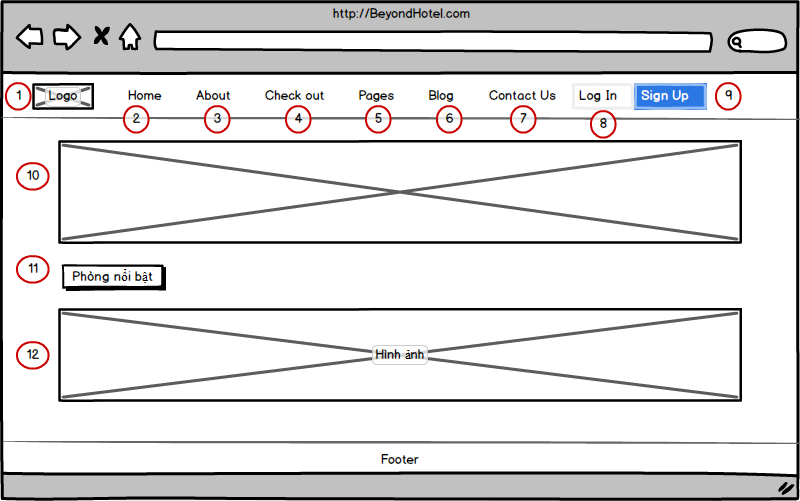 http://BeyondHotel.com
1 Logo Home About Check out Pages Blog Contact Us Log In Sign Up 9
2 3 4 5 6 7 8
10
11 Phòng nổi bật
12 Hình ảnh
Footer